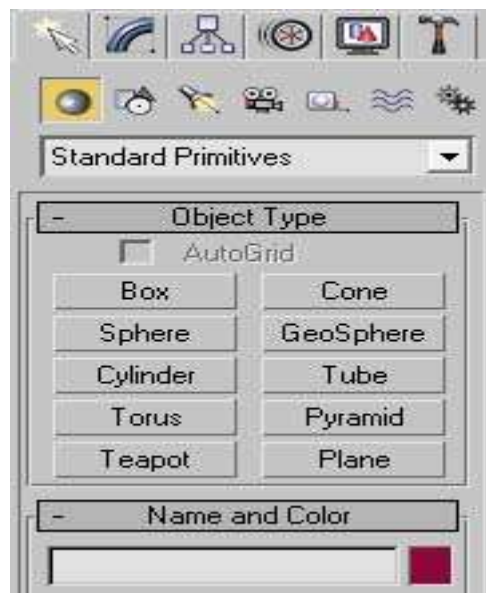 Standard Primitives
- Object Type
AutoGrid
Box Cone
Sphere GeoSphere
Cylinder Tube
Torus Pyramid
Teapot Plane
- Name and Color